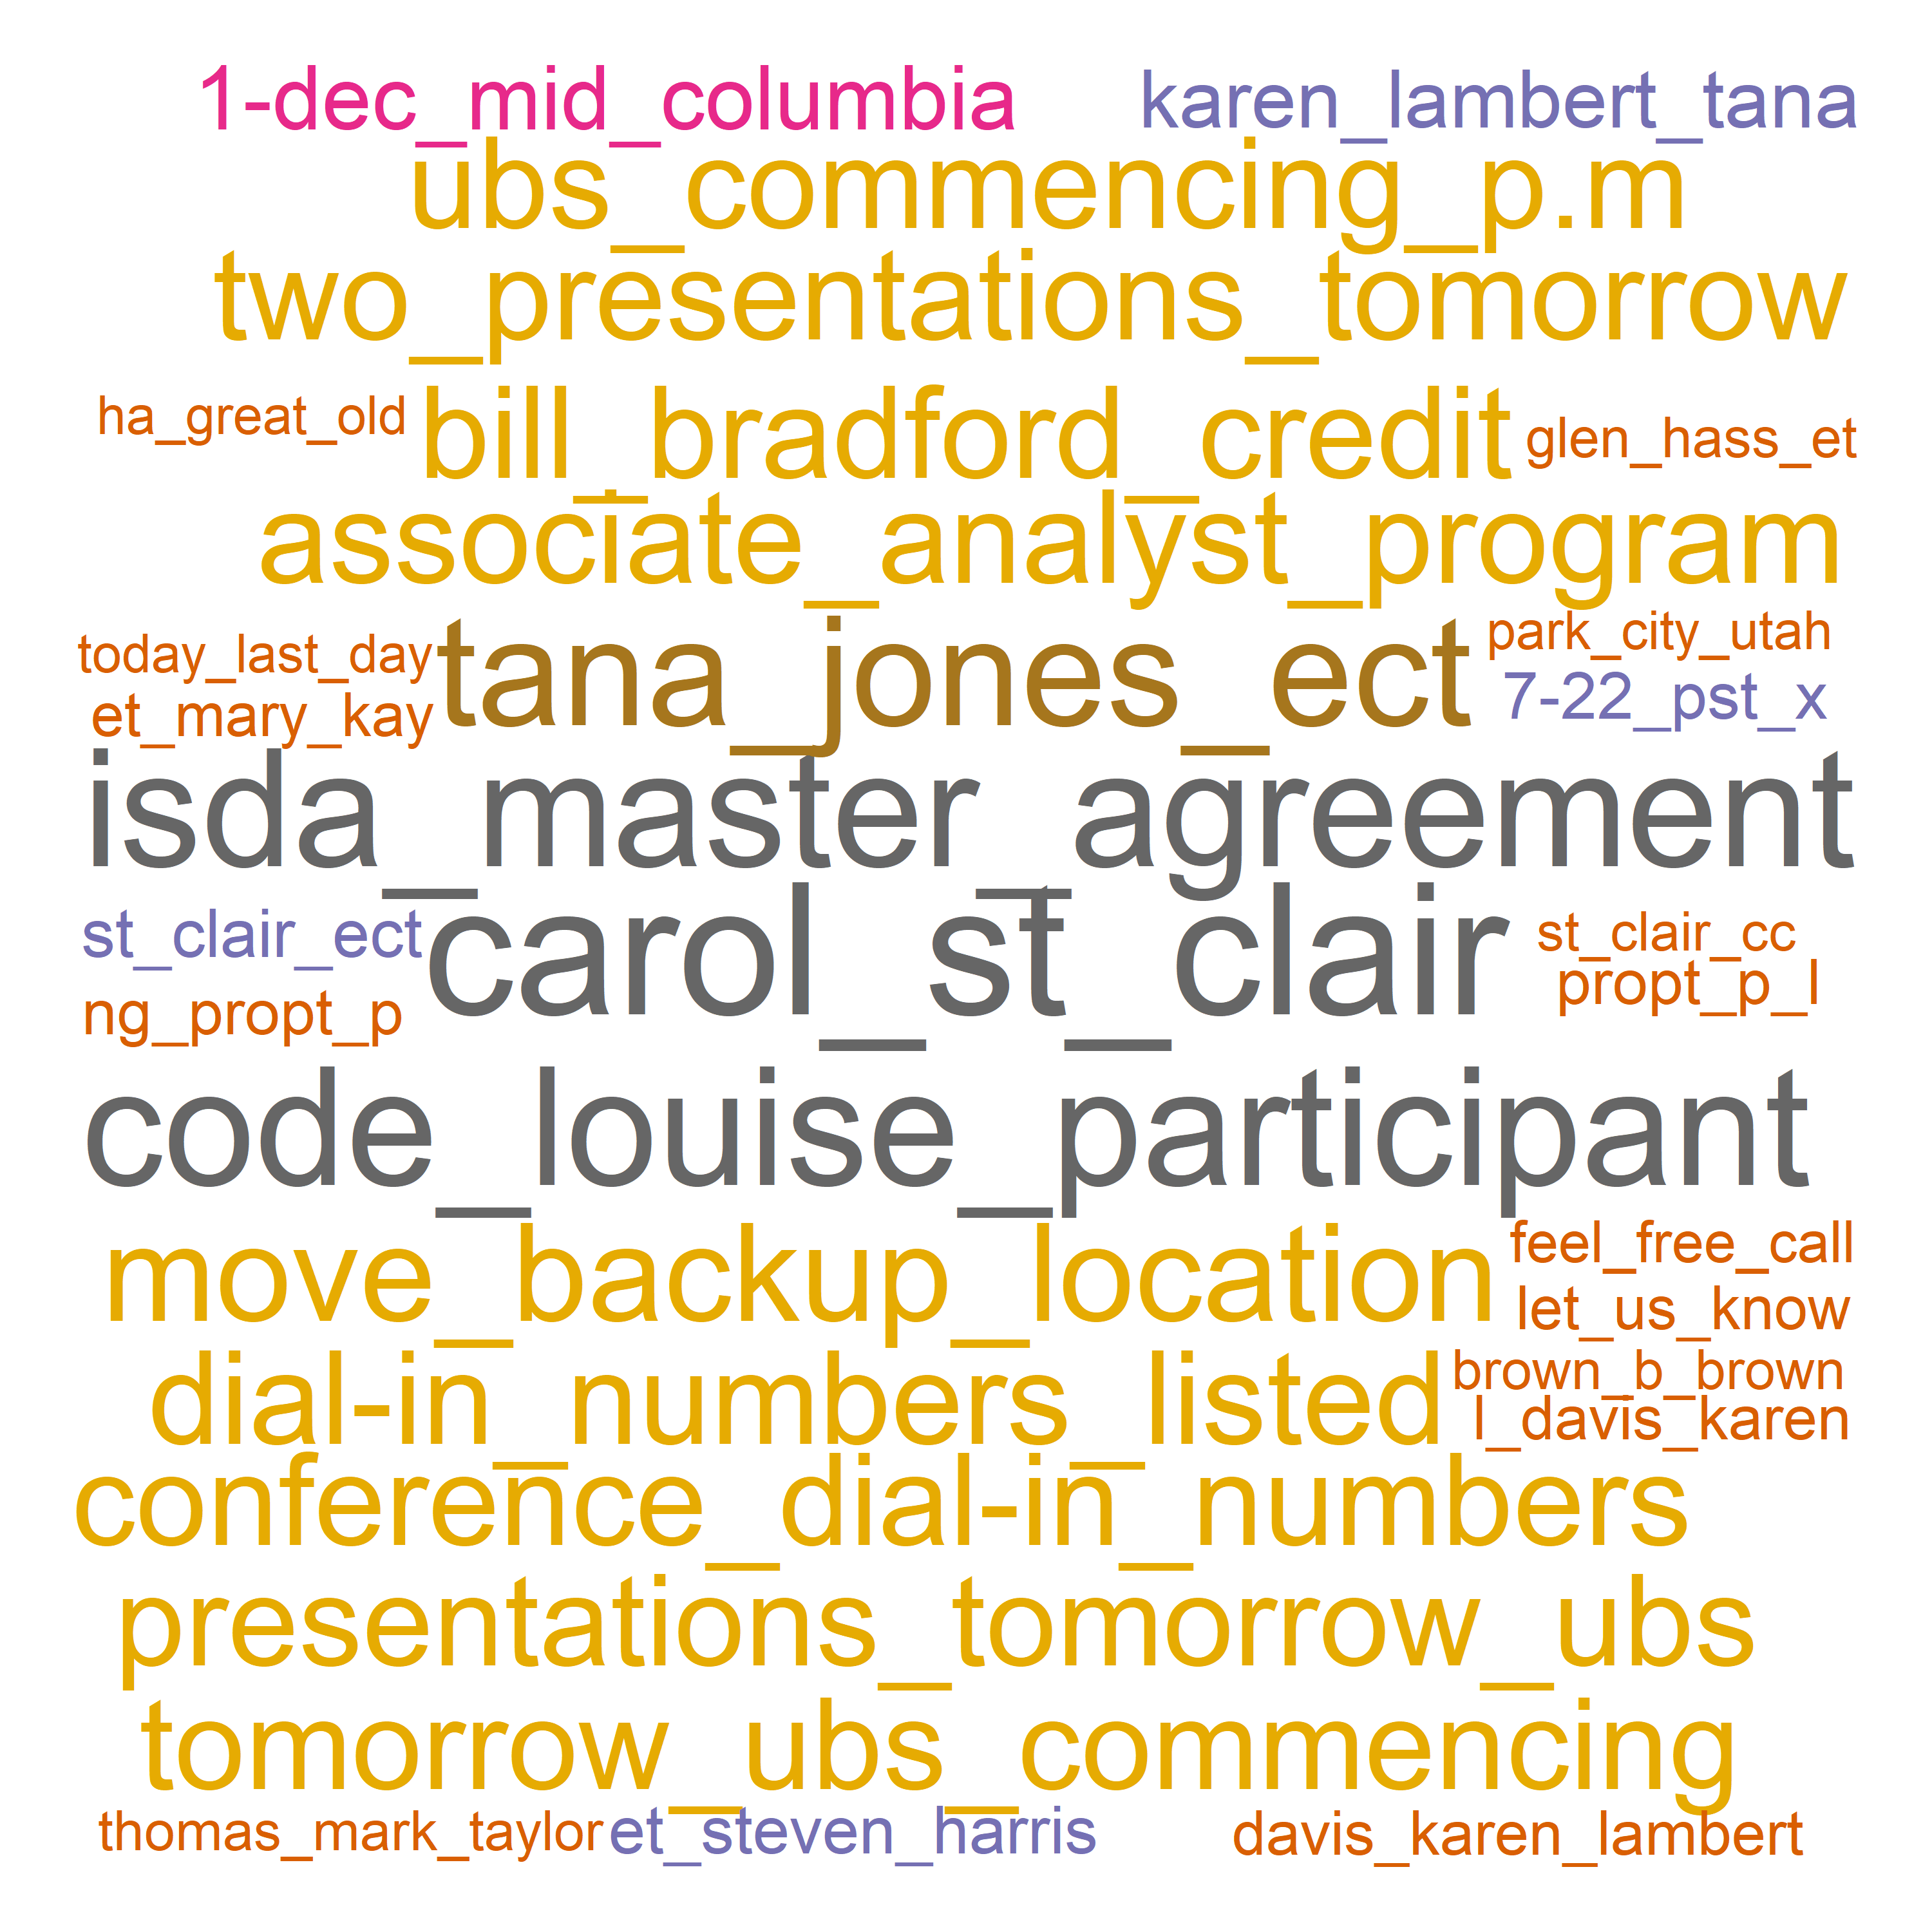 1-dec_mid_columbia karen_lambert_tana
ubs_commencing_p.m
two_presentations_tomorrow
ha_great_old bill_bradford_credit glen_hass_et
associate_analyst_program
today_last_day tana_jones_ect park_city_utah
et_mary_kay 7-22_pst_x
isda_master_agreement
st_clair_ect carol_st_clair st_clair_cc
ng_propt_p propt_p_l
code_louise_participant
move_backup_location feel_free_call
let_us_know
dial-in_numbers_listed brown_b_brown
l_davis_karen
conference_dial-in_numbers
presentations_tomorrow_ubs
tomorrow_ubs_commencing
thomas_mark_taylor et_steven_harris davis_karen_lambert